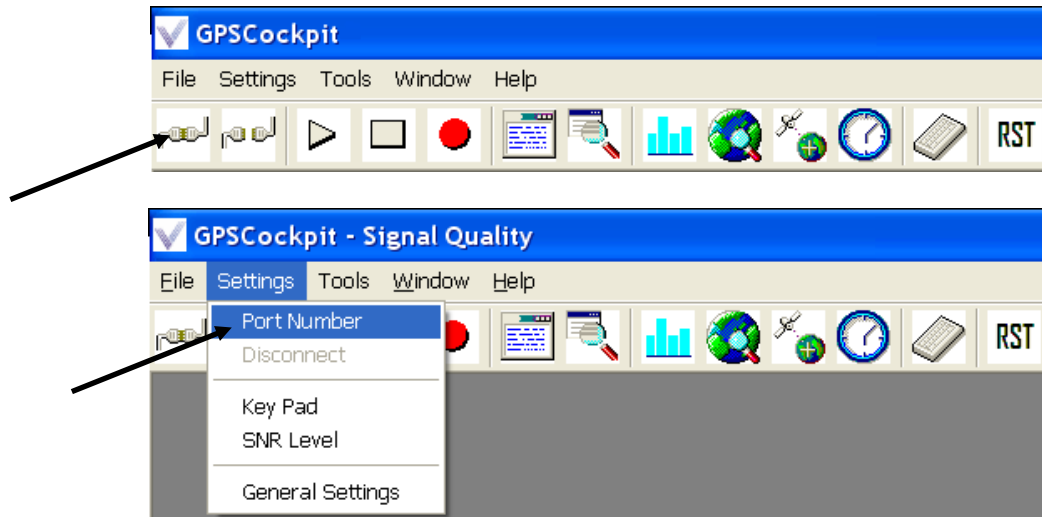 GPSCockpit
File Settings Tools Window Help
RST
GPSCockpit - Signal Quality
File Settings Tools Window Help
RST
Port Number
Disconnect
Key Pad
SNR Level
General Settings